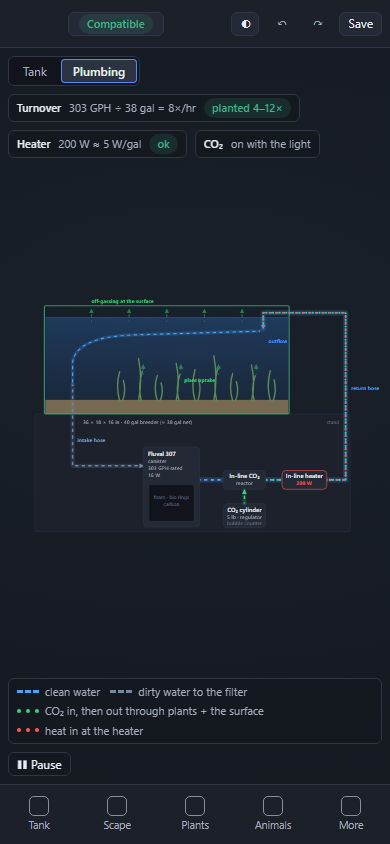 Compatible
Save
Tank
Plumbing
Turnover 303 GPH ÷ 38 gal = 8×/hr planted 4–12×
Heater 200 W ≈ 5 W/gal ok
CO₂ on with the light
off-gassing at the surface
outflow
plant uptake
return hose
36 × 18 × 16 in · 40 gal breeder (≈ 38 gal net)
stand
intake hose
Fluval 307
canister
303 GPH rated
16 W
foam · bio rings
carbon
In-line CO₂
reactor
In-line heater
200 W
CO₂ cylinder
5 lb · regulator
bubble counter
clean water
dirty water to the filter
CO₂ in, then out through plants + the surface
heat in at the heater
Pause
Tank
Scape
Plants
Animals
More